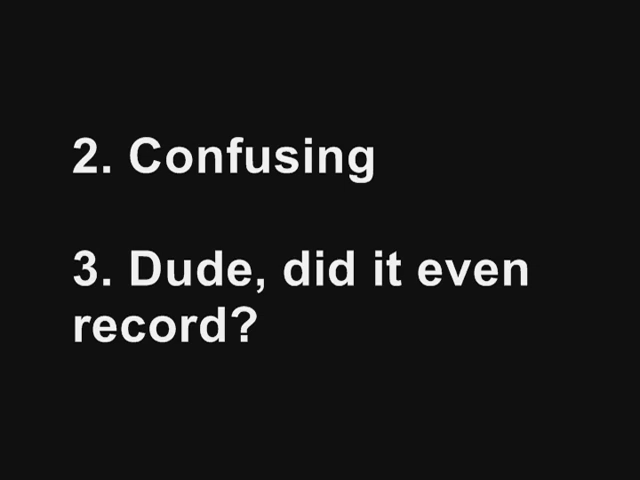 2. Confusing
3. Dude, did it even
record?